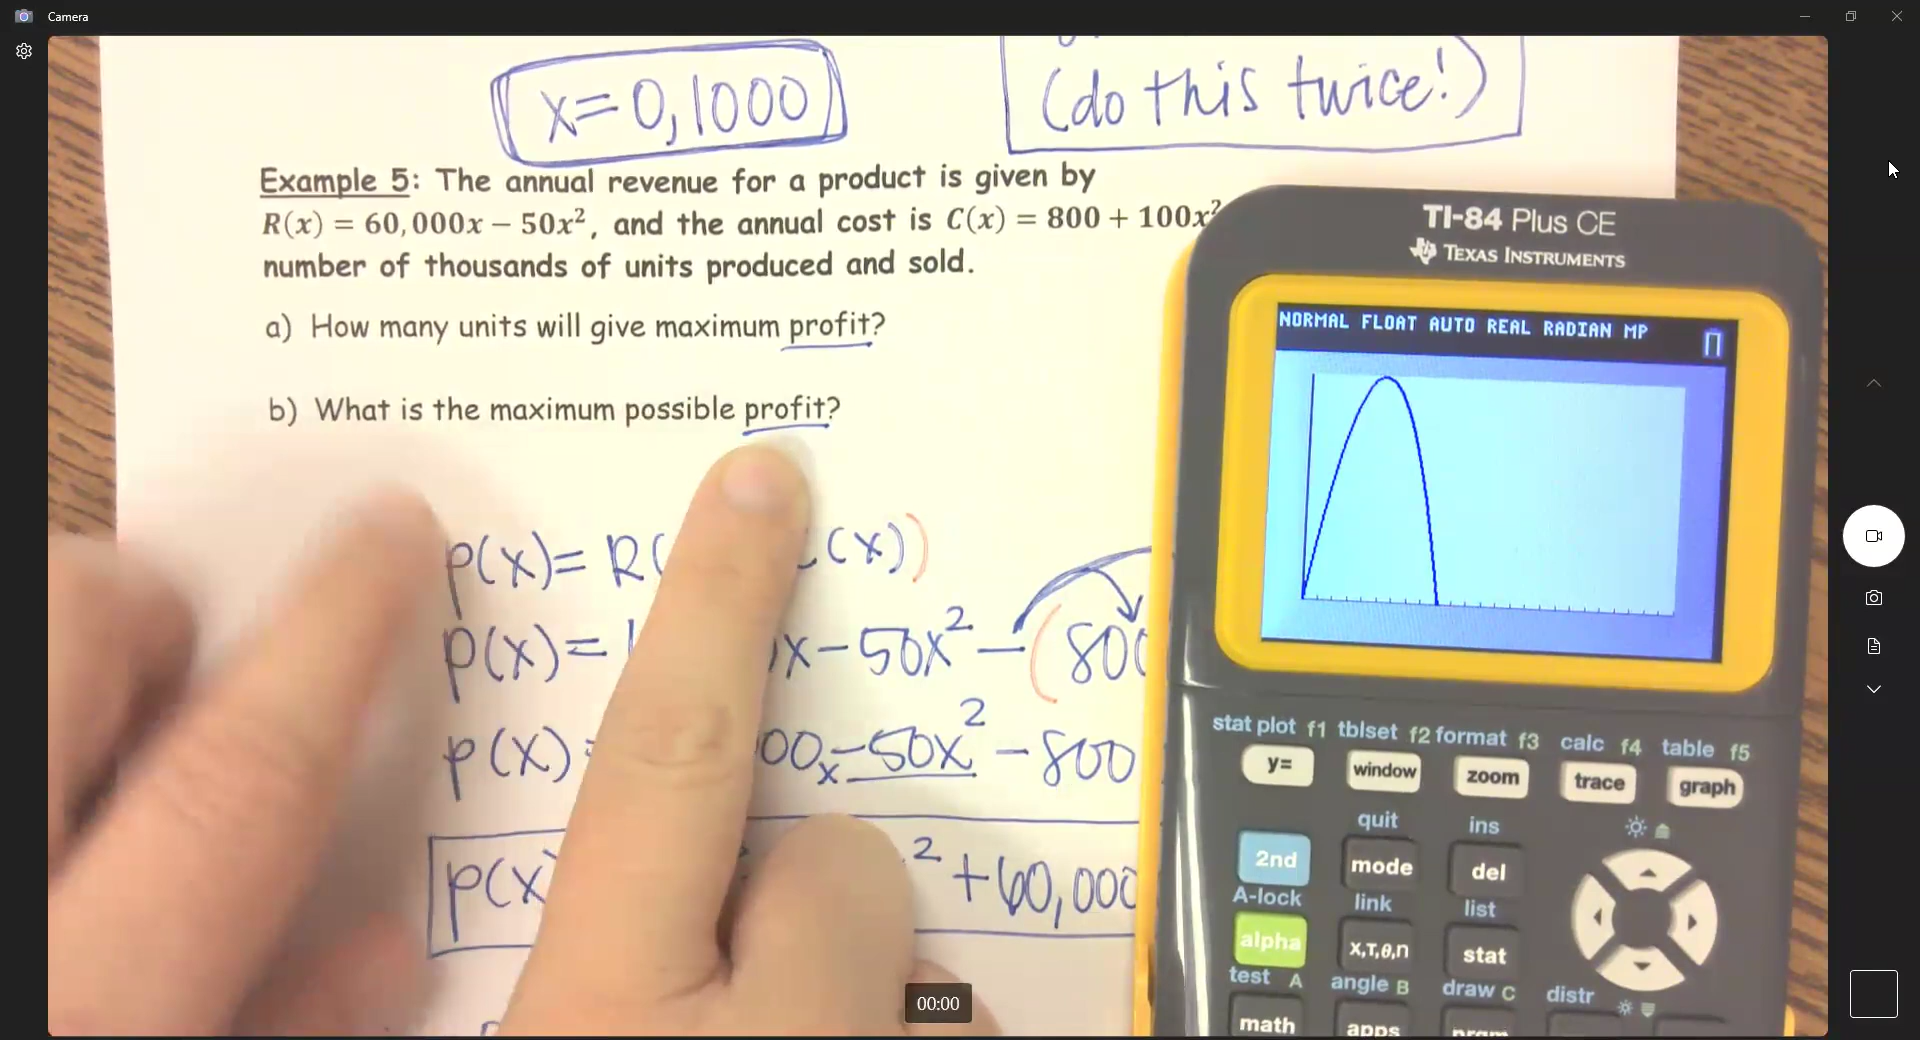 Camera
x=0,1000
(do this twice!)
Example 5: The annual revenue for a product is given by
R(x) = 60,000x − 50x², and the annual cost is C(x) = 800 + 100x²
number of thousands of units produced and sold.
a) How many units will give maximum profit?
b) What is the maximum possible profit?
p(x)= R( (x))
p(x)= x−50x²−(800
p(x)= 00x−50x²−800
p(x ² +60,000
00:00
TI-84 Plus CE
TEXAS INSTRUMENTS
NORMAL FLOAT AUTO REAL RADIAN MP
stat plot f1 tblset f2 format f3 calc f4 table f5
y= window zoom trace graph
quit ins
2nd mode del
A-lock link list
alpha X,T,θ,n stat
test A angle B draw C distr
math apps prgm